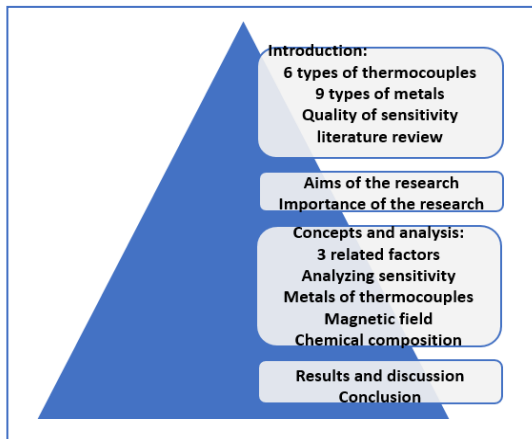 Introduction:
6 types of thermocouples
9 types of metals
Quality of sensitivity
literature review
Aims of the research
Importance of the research
Concepts and analysis:
3 related factors
Analyzing sensitivity
Metals of thermocouples
Magnetic field
Chemical composition
Results and discussion
Conclusion